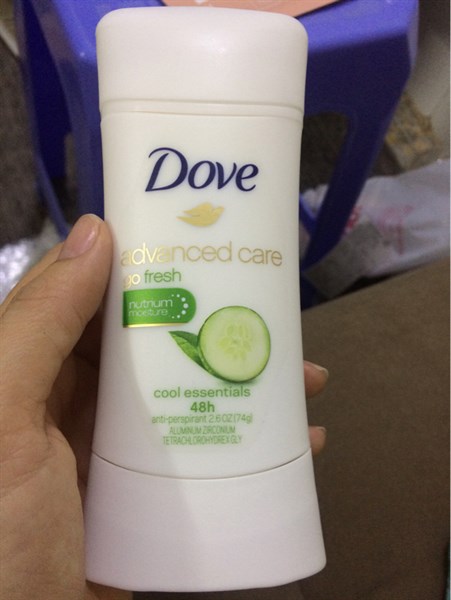 Dove
advanced care
go fresh
nutrium
moisture
cool essentials
48h
anti-perspirant 2.6 OZ (74g)
ALUMINUM ZIRCONIUM
TETRACHLOROHYDREX GLY